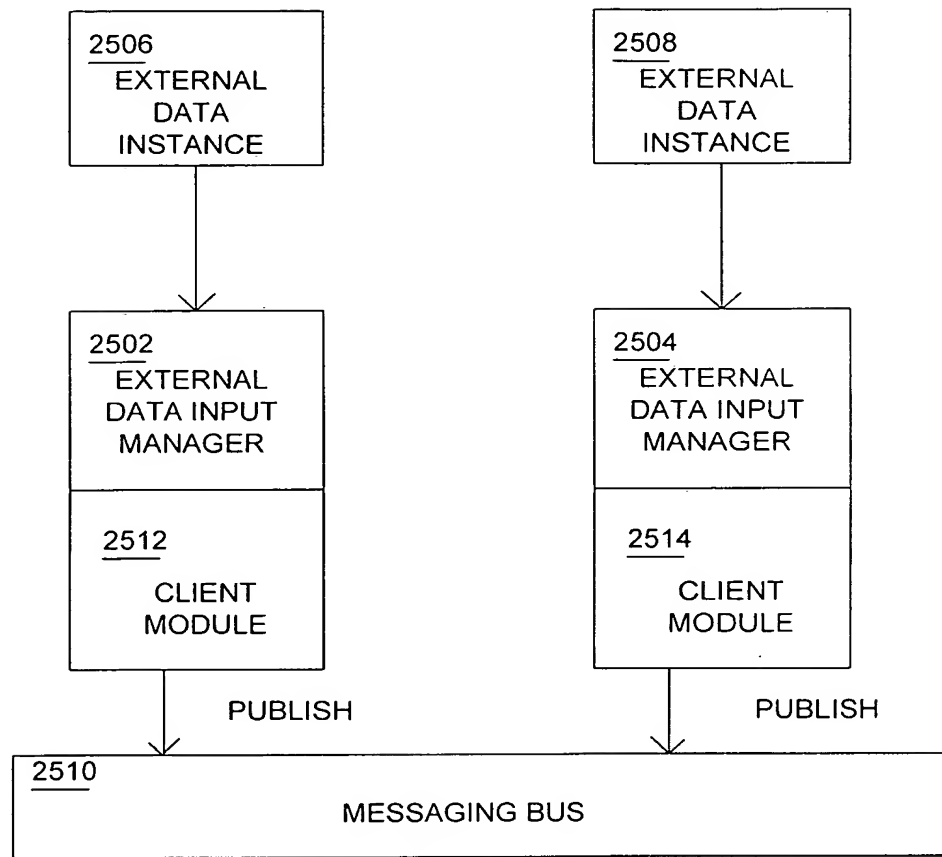 2506
EXTERNAL
DATA
INSTANCE
2508
EXTERNAL
DATA
INSTANCE
2502
EXTERNAL
DATA INPUT
MANAGER
2504
EXTERNAL
DATA INPUT
MANAGER
2512
CLIENT
MODULE
2514
CLIENT
MODULE
PUBLISH
PUBLISH
2510
MESSAGING BUS